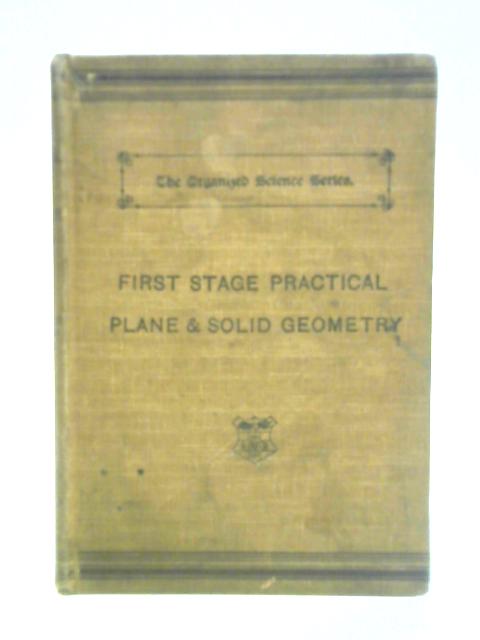 The Organized Science Series.
FIRST STAGE PRACTICAL
PLANE & SOLID GEOMETRY